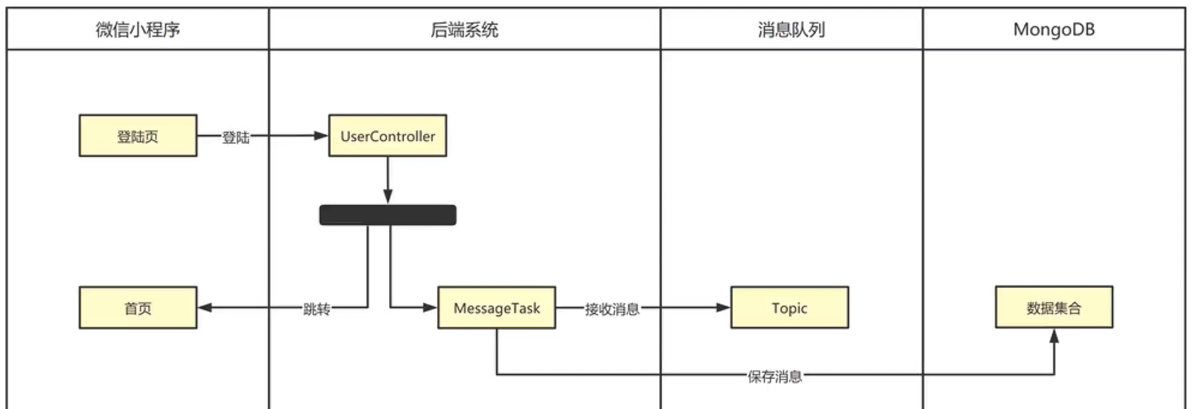 微信小程序
后端系统
消息队列
MongoDB
登陆页
登陆
UserController
首页
跳转
MessageTask
接收消息
Topic
数据集合
保存消息